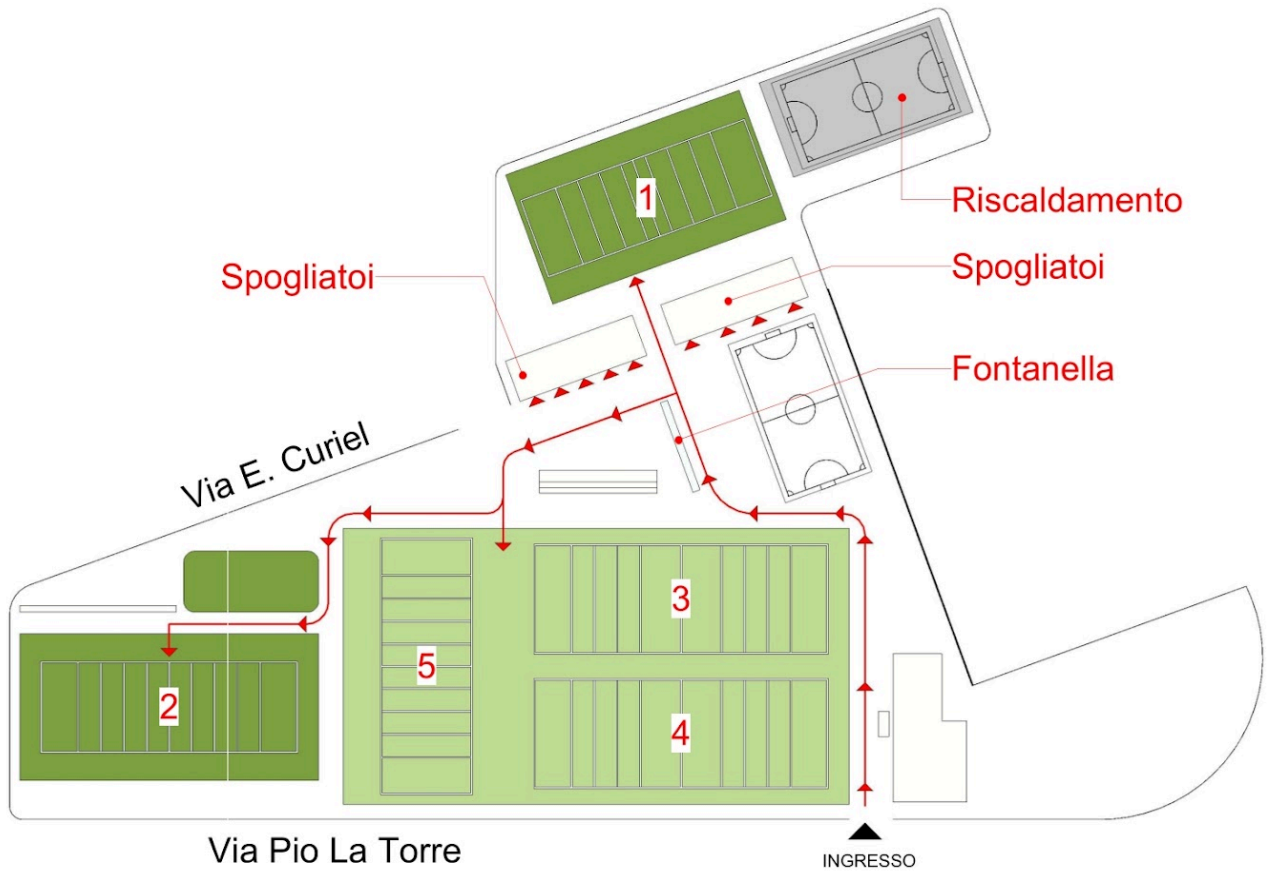 1
Riscaldamento
Spogliatoi
Spogliatoi
Fontanella
Via E. Curiel
3
5
2
4
Via Pio La Torre
INGRESSO